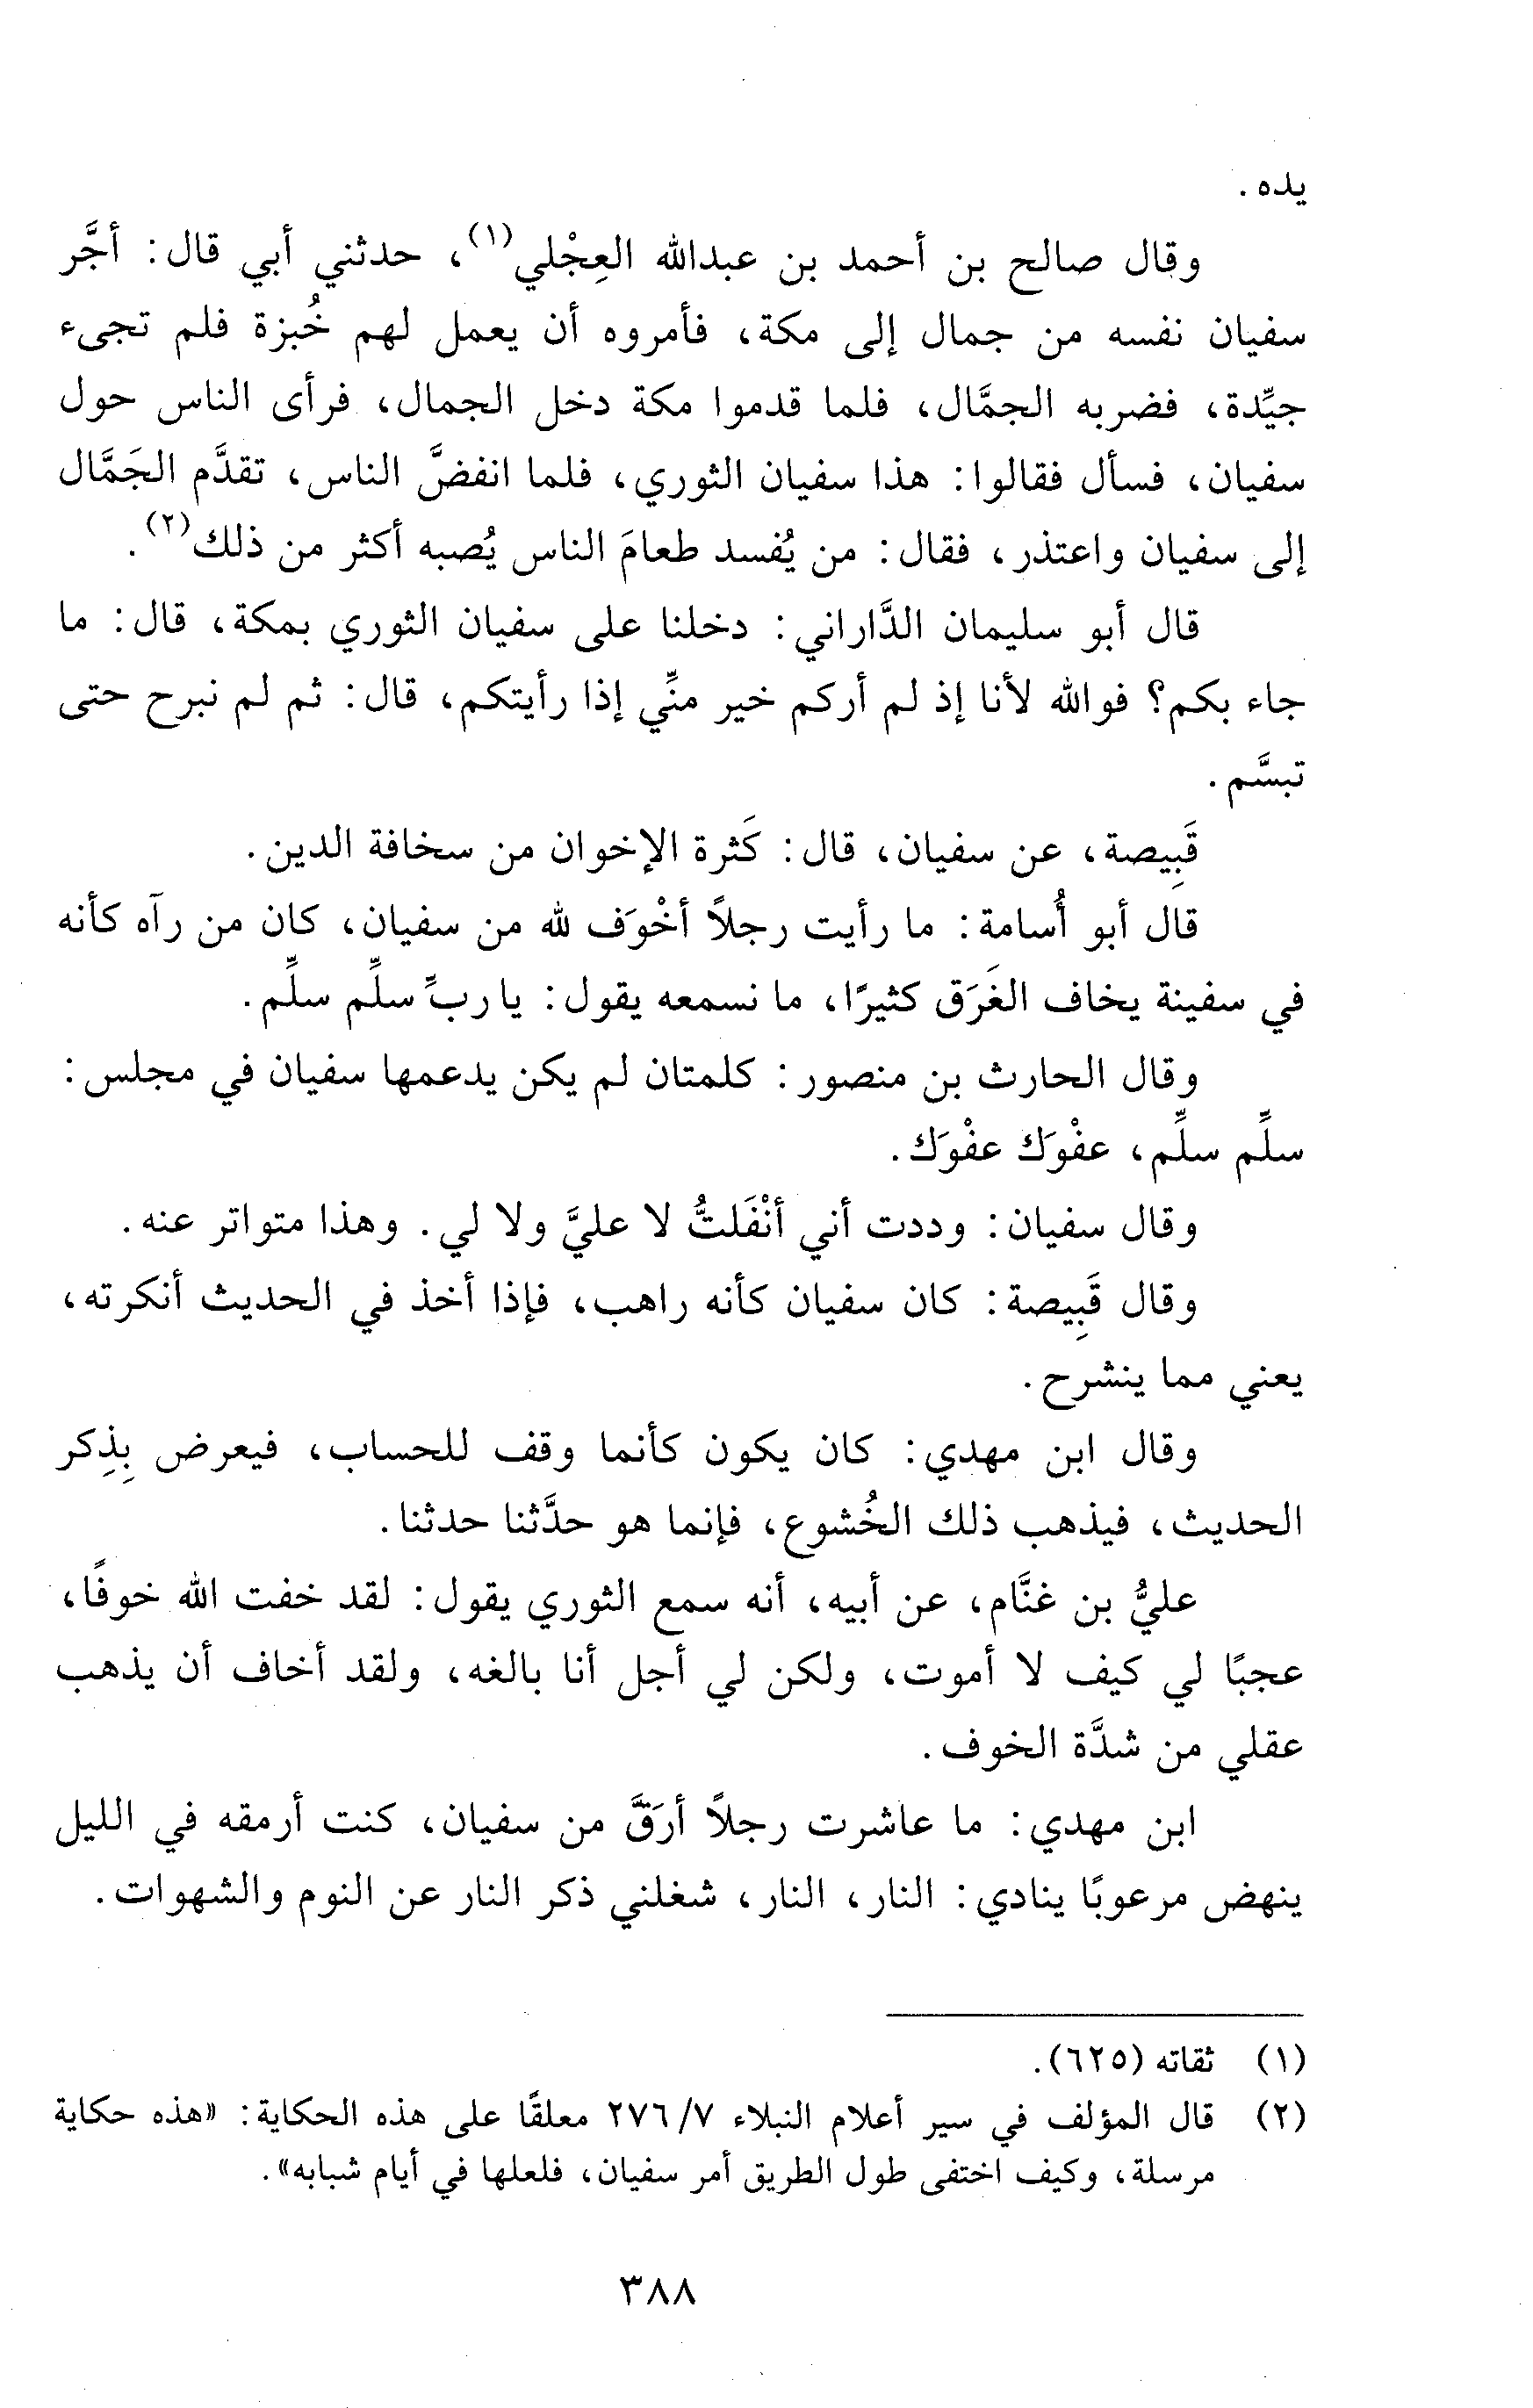 يده.
وقال صالح بن أحمد بن عبدالله العِجْلي(١)، حدثني أبي قال: أجَّر
سفيان نفسه من جمال إلى مكة، فأمروه أن يعمل لهم خُبزة فلم تجىء
جيِّدة، فضربه الجمَّال، فلما قدموا مكة دخل الجمال، فرأى الناس حول
سفيان، فسأل فقالوا: هذا سفيان الثوري، فلما انفضَّ الناس، تقدَّم الجَمَّال
إلى سفيان واعتذر، فقال: من يُفسد طعامَ الناس يُصبه أكثر من ذلك(٢).
قال أبو سليمان الدَّاراني: دخلنا على سفيان الثوري بمكة، قال: ما
جاء بكم؟ فوالله لأنا إذ لم أركم خير منِّي إذا رأيتكم، قال: ثم لم نبرح حتى
تبسَّم.
قَبِيصة، عن سفيان، قال: كَثرة الإخوان من سخافة الدين.
قال أبو أُسامة: ما رأيت رجلاً أخْوَف لله من سفيان، كان من رآه كأنه
في سفينة يخاف الغَرَق كثيرًا، ما نسمعه يقول: يا ربِّ سلِّم سلِّم.
وقال الحارث بن منصور: كلمتان لم يكن يدعمها سفيان في مجلس:
سلِّم سلِّم، عفْوَك عفْوَك.
وقال سفيان: وددت أني أنْفَلتُّ لا عليَّ ولا لي. وهذا متواتر عنه.
وقال قَبِيصة: كان سفيان كأنه راهب، فإذا أخذ في الحديث أنكرته،
يعني مما ينشرح.
وقال ابن مهدي: كان يكون كأنما وقف للحساب، فيعرض بِذِكر
الحديث، فيذهب ذلك الخُشوع، فإنما هو حدَّثنا حدثنا.
عليُّ بن غنَّام، عن أبيه، أنه سمع الثوري يقول: لقد خفت الله خوفًا،
عجبًا لي كيف لا أموت، ولكن لي أجل أنا بالغه، ولقد أخاف أن يذهب
عقلي من شدَّة الخوف.
ابن مهدي: ما عاشرت رجلاً أرَقَّ من سفيان، كنت أرمقه في الليل
ينهض مرعوبًا ينادي: النار، النار، شغلني ذكر النار عن النوم والشهوات.
(١) ثقاته (٦٢٥).
(٢) قال المؤلف في سير أعلام النبلاء ٧/ ٢٧٦ معلقًا على هذه الحكاية: «هذه حكاية
مرسلة، وكيف اختفى طول الطريق أمر سفيان، فلعلها في أيام شبابه».
٣٨٨